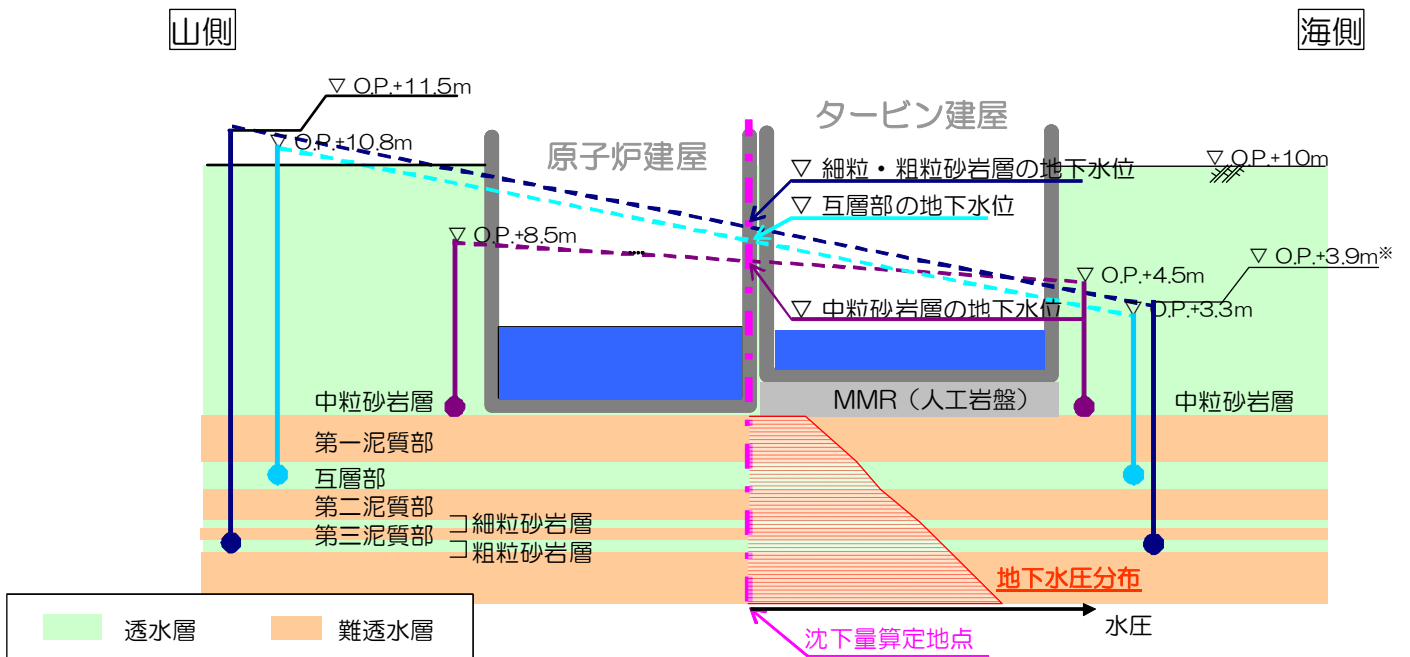 山側
海側
▽ O.P.+11.5m
▽ O.P.+10.8m
原子炉建屋
タービン建屋
▽ 細粒・粗粒砂岩層の地下水位
▽ O.P.+10m
▽ 互層部の地下水位
▽ O.P.+8.5m
▽ O.P.+3.9m※
▽ O.P.+4.5m
▽ 中粒砂岩層の地下水位
▽ O.P.+3.3m
中粒砂岩層
MMR（人工岩盤）
中粒砂岩層
第一泥質部
互層部
第二泥質部
細粒砂岩層
第三泥質部
粗粒砂岩層
地下水圧分布
水圧
透水層
難透水層
沈下量算定地点